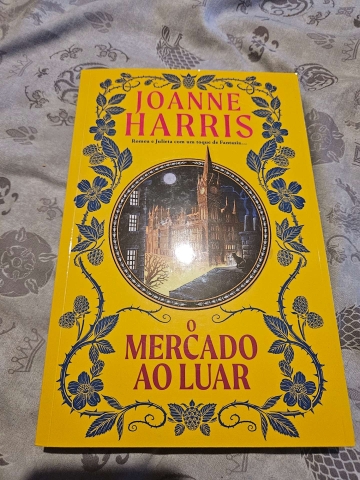 JOANNE
HARRIS
Romeu e Julieta com um toque de Fantasia...
O
MERCADO
AO LUAR